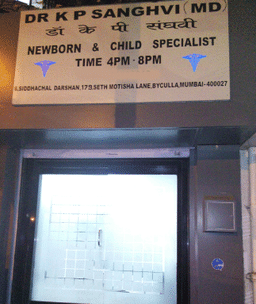 DR K P SANGHVI (MD)
डॉ के पी संघवी
NEWBORN & CHILD SPECIALIST
TIME 4PM - 8PM
SIDDHACHAL DARSHAN, 17 SETH MOTISHA LANE, BYCULLA, MUMBAI-400027